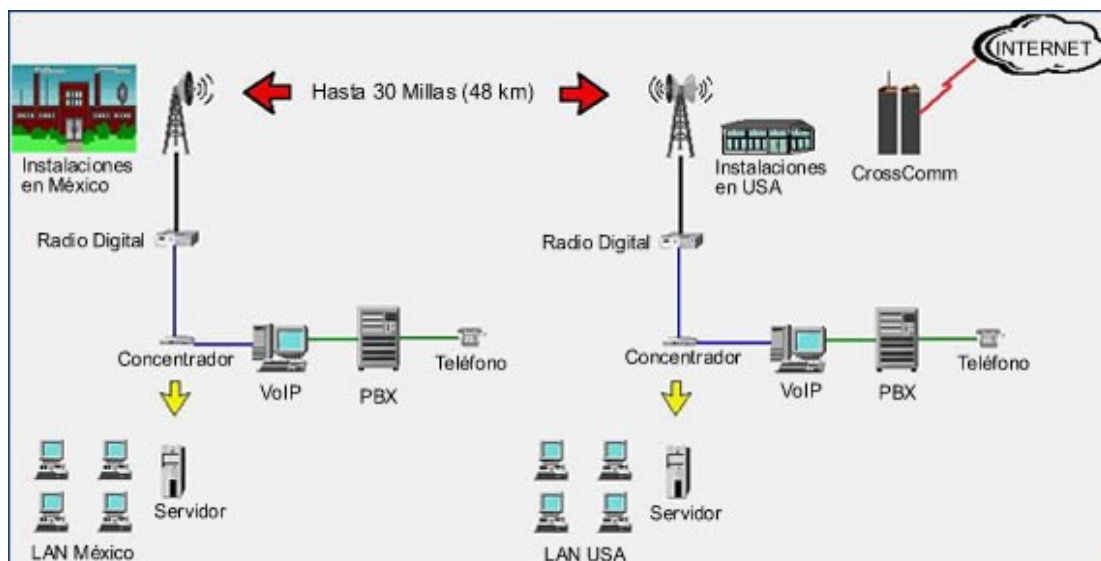 INTERNET
Hasta 30 Millas (48 km)
Instalaciones
en México
Instalaciones
en USA
CrossComm
Radio Digital
Radio Digital
Concentrador
VoIP
PBX
Teléfono
Concentrador
VoIP
PBX
Teléfono
Servidor
LAN México
Servidor
LAN USA